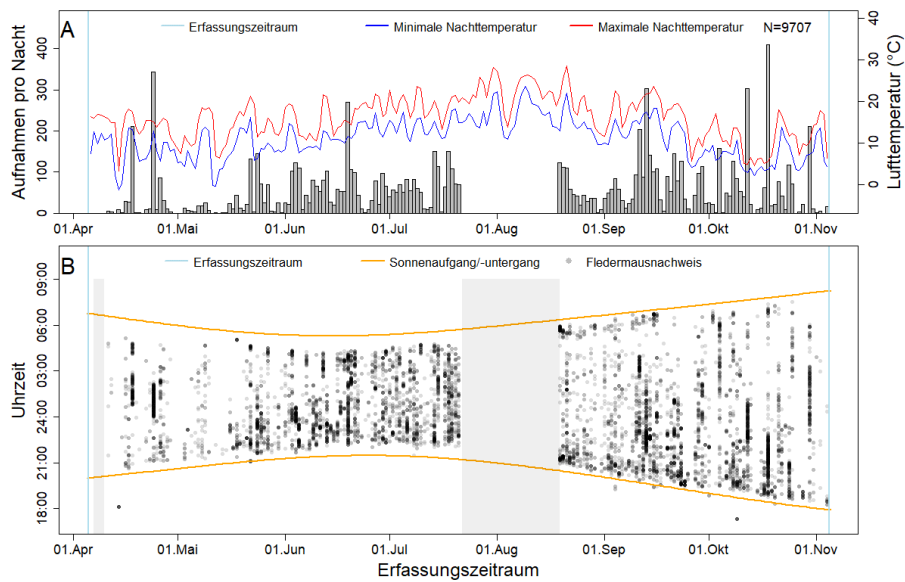 A Erfassungszeitraum Minimale Nachttemperatur Maximale Nachttemperatur N=9707
Aufnahmen pro Nacht
400
300
200
100
0
Lufttemperatur (°C)
40
30
20
10
0
01.Apr 01.Mai 01.Jun 01.Jul 01.Aug 01.Sep 01.Okt 01.Nov
B Erfassungszeitraum Sonnenaufgang/-untergang Fledermausnachweis
Uhrzeit
09:00
06:00
03:00
24:00
21:00
18:00
01.Apr 01.Mai 01.Jun 01.Jul 01.Aug 01.Sep 01.Okt 01.Nov
Erfassungszeitraum